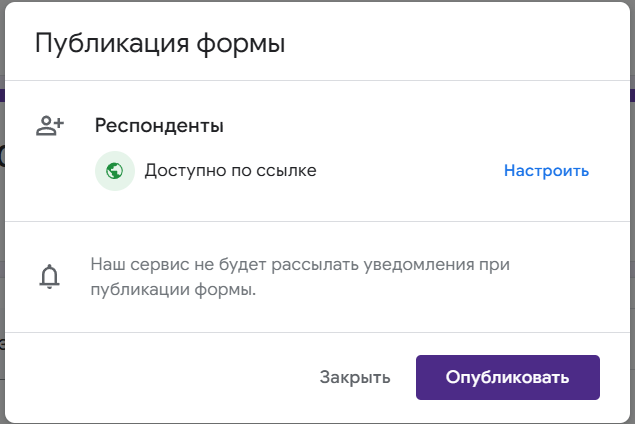 Публикация формы
Респонденты
Доступно по ссылке
Настроить
Наш сервис не будет рассылать уведомления при
публикации формы.
Закрыть
Опубликовать